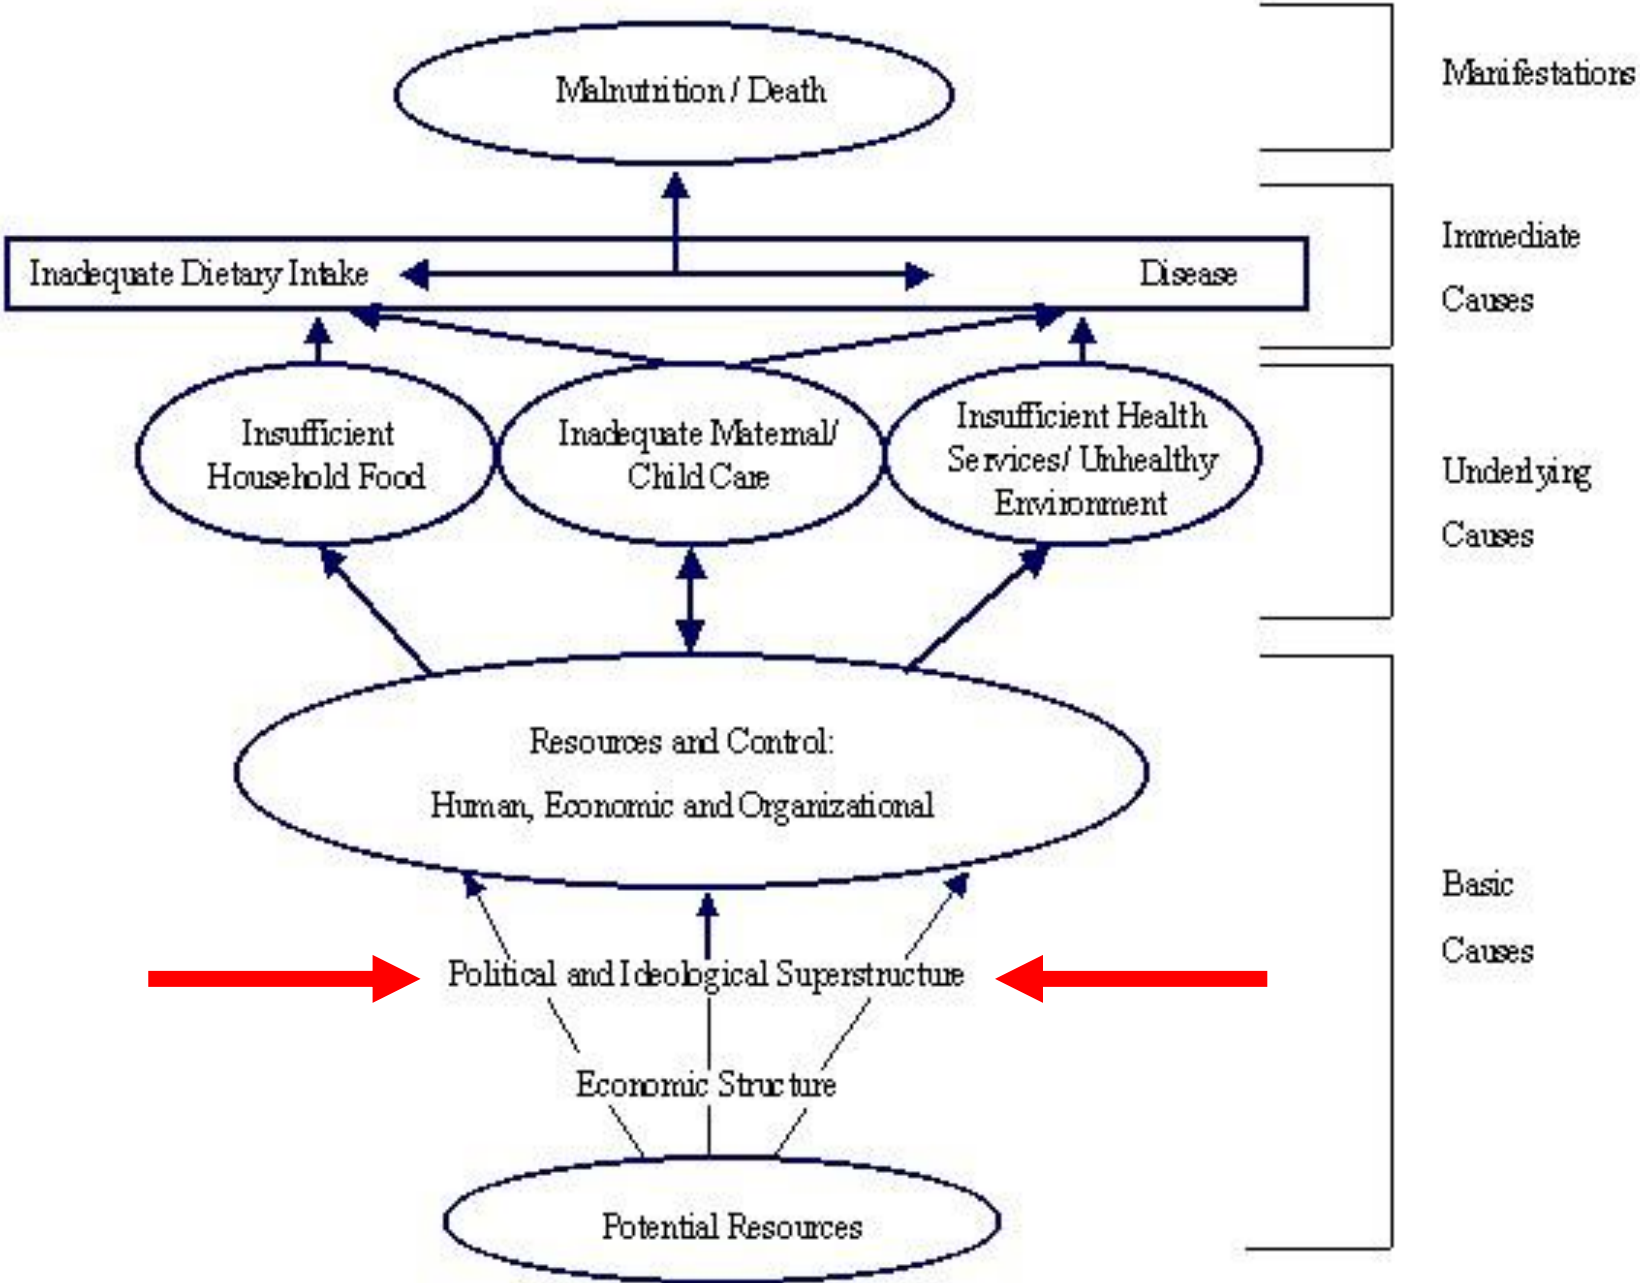 Malnutrition / Death
Manifestations
Inadequate Dietary Intake
Disease
Immediate
Causes
Insufficient
Household Food
Inadequate Maternal/
Child Care
Insufficient Health
Services/ Unhealthy
Environment
Underlying
Causes
Resources and Control:
Human, Economic and Organizational
Political and Ideological Superstructure
Economic Structure
Potential Resources
Basic
Causes